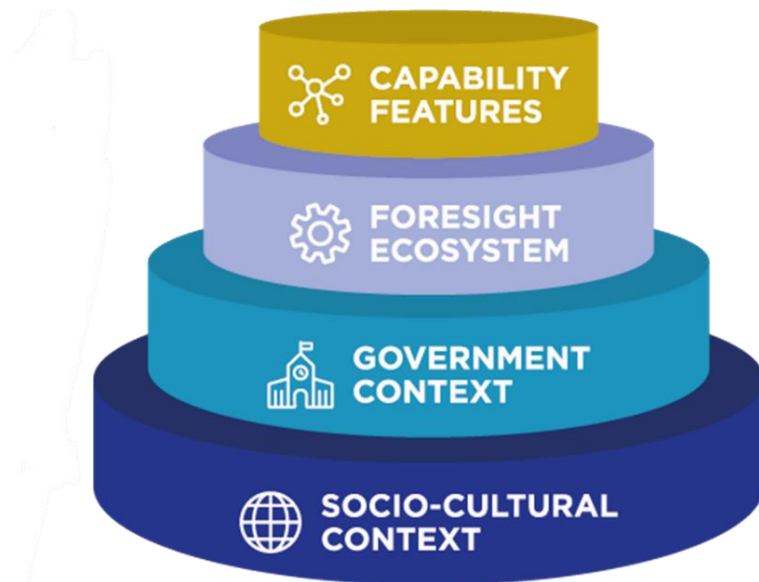 CAPABILITY
FEATURES
FORESIGHT
ECOSYSTEM
GOVERNMENT
CONTEXT
SOCIO-CULTURAL
CONTEXT